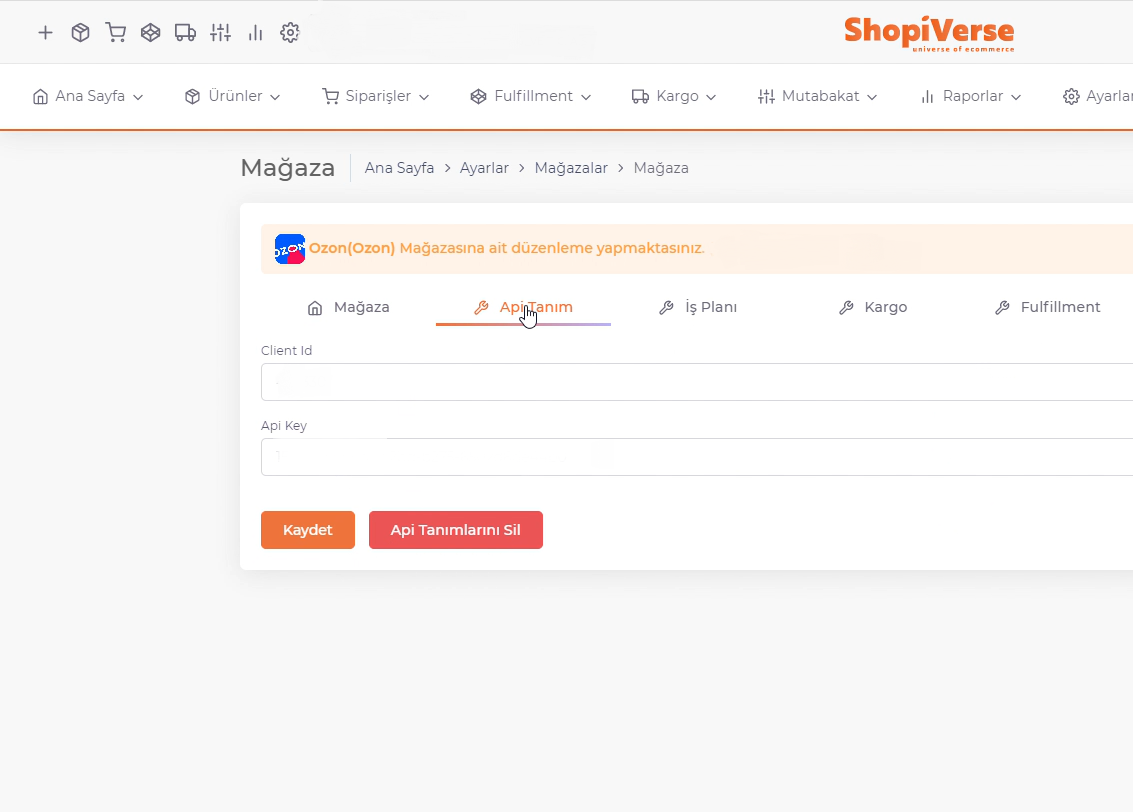 ShopiVerse
universe of ecommerce
Ana Sayfa Ürünler Siparişler Fulfillment Kargo Mutabakat Raporlar Ayarlar
Mağaza Ana Sayfa > Ayarlar > Mağazalar > Mağaza
OZON Ozon(Ozon) Mağazasına ait düzenleme yapmaktasınız.
Mağaza Api Tanım İş Planı Kargo Fulfillment
Client Id
Api Key
Kaydet Api Tanımlarını Sil